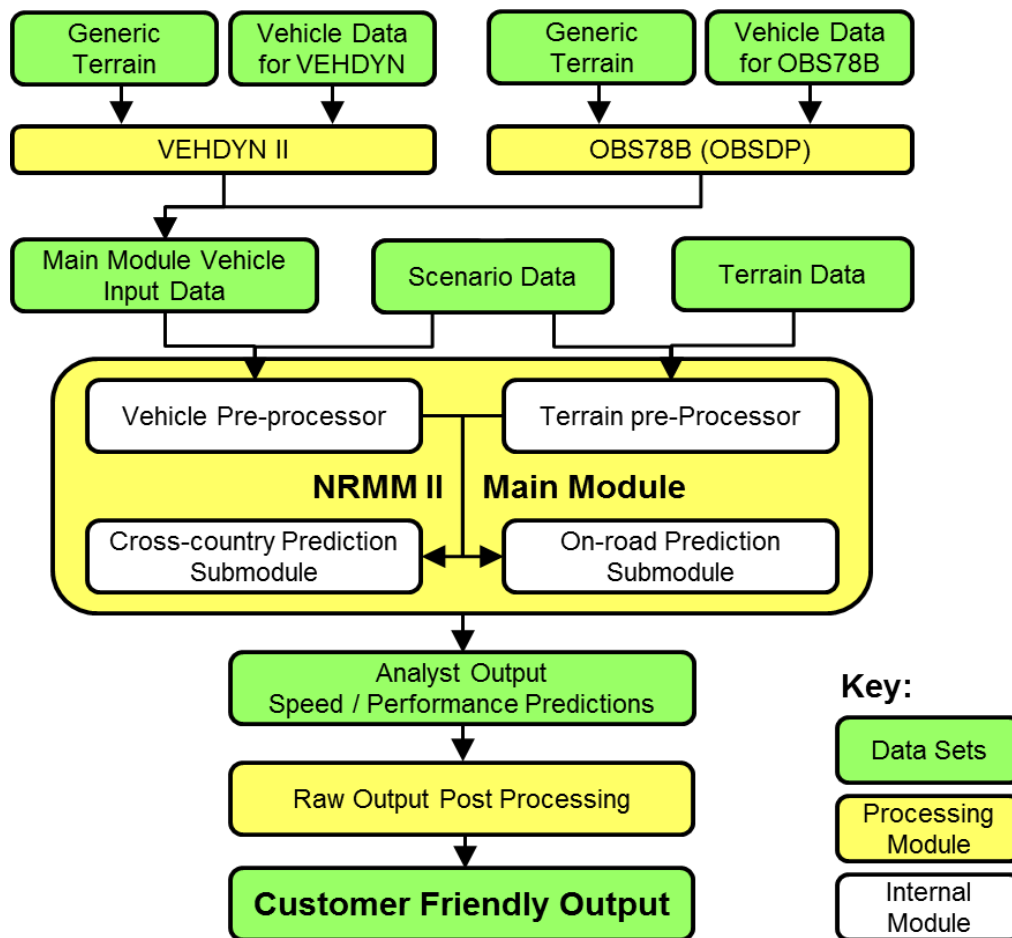 Generic
Terrain
Vehicle Data
for VEHDYN
Generic
Terrain
Vehicle Data
for OBS78B
VEHDYN II
OBS78B (OBSDP)
Main Module Vehicle
Input Data
Scenario Data
Terrain Data
Vehicle Pre-processor
Terrain pre-Processor
NRMM II Main Module
Cross-country Prediction
Submodule
On-road Prediction
Submodule
Analyst Output
Speed / Performance Predictions
Raw Output Post Processing
Customer Friendly Output
Key:
Data Sets
Processing
Module
Internal
Module